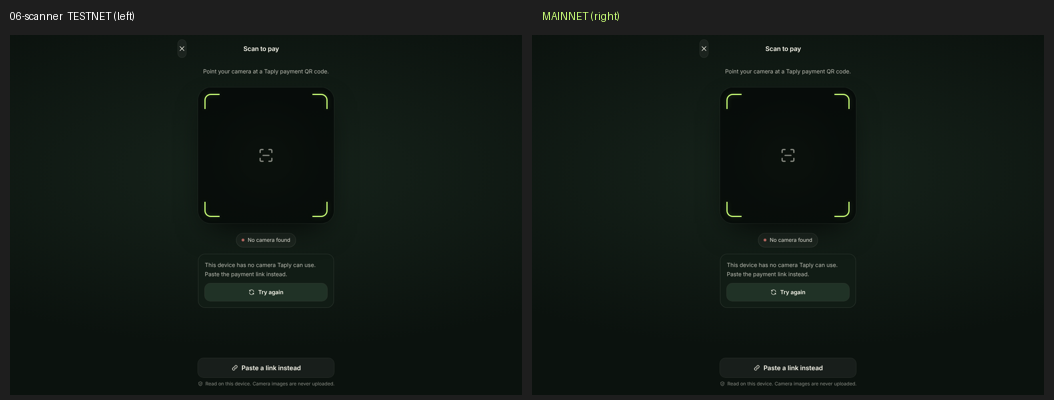 06-scanner TESTNET (left)
MAINNET (right)
Scan to pay
Point your camera at a Taply payment QR code.
No camera found
This device has no camera Taply can use.
Paste the payment link instead.
Try again
Paste a link instead
Read on this device. Camera images are never uploaded.
Scan to pay
Point your camera at a Taply payment QR code.
No camera found
This device has no camera Taply can use.
Paste the payment link instead.
Try again
Paste a link instead
Read on this device. Camera images are never uploaded.